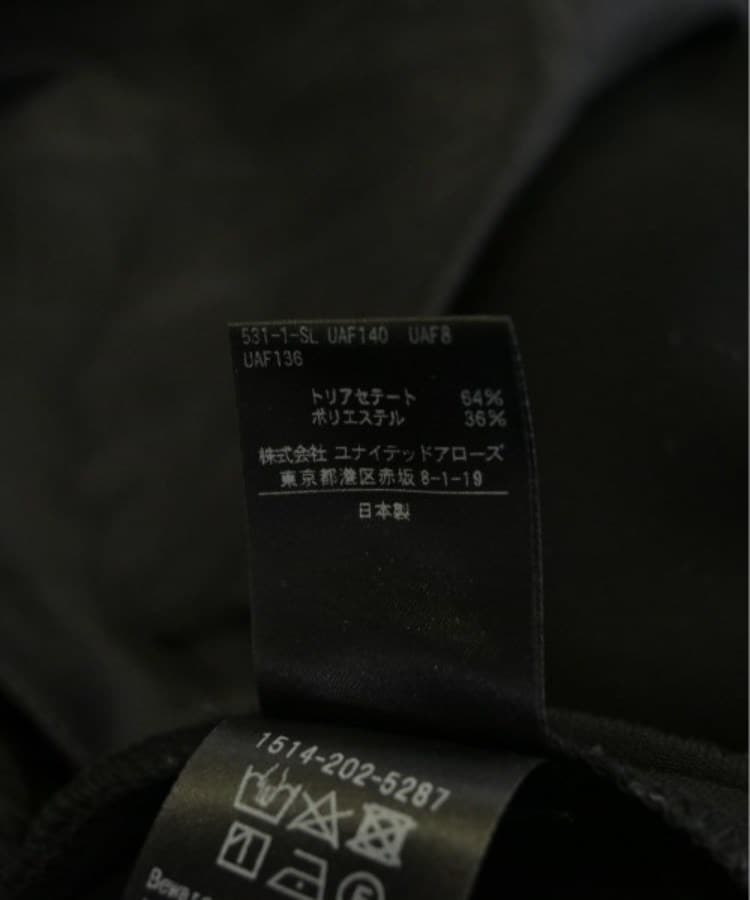 531-1-SL UAF140 UAF8
UAF136
トリアセテート 64%
ポリエステル 36%
株式会社 ユナイテッドアローズ
東京都港区赤坂 8-1-19
日本製
1514-202-5287